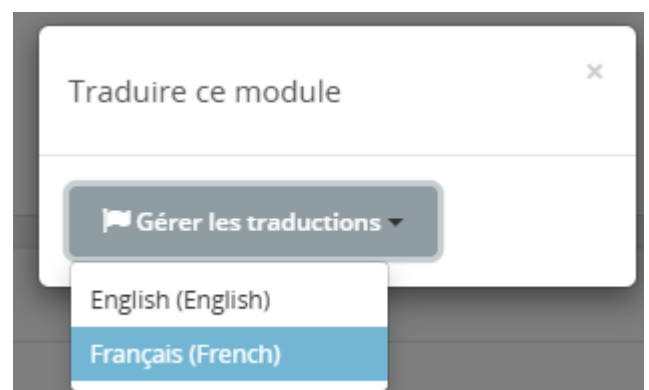 Traduire ce module
×
Gérer les traductions
English (English)
Français (French)